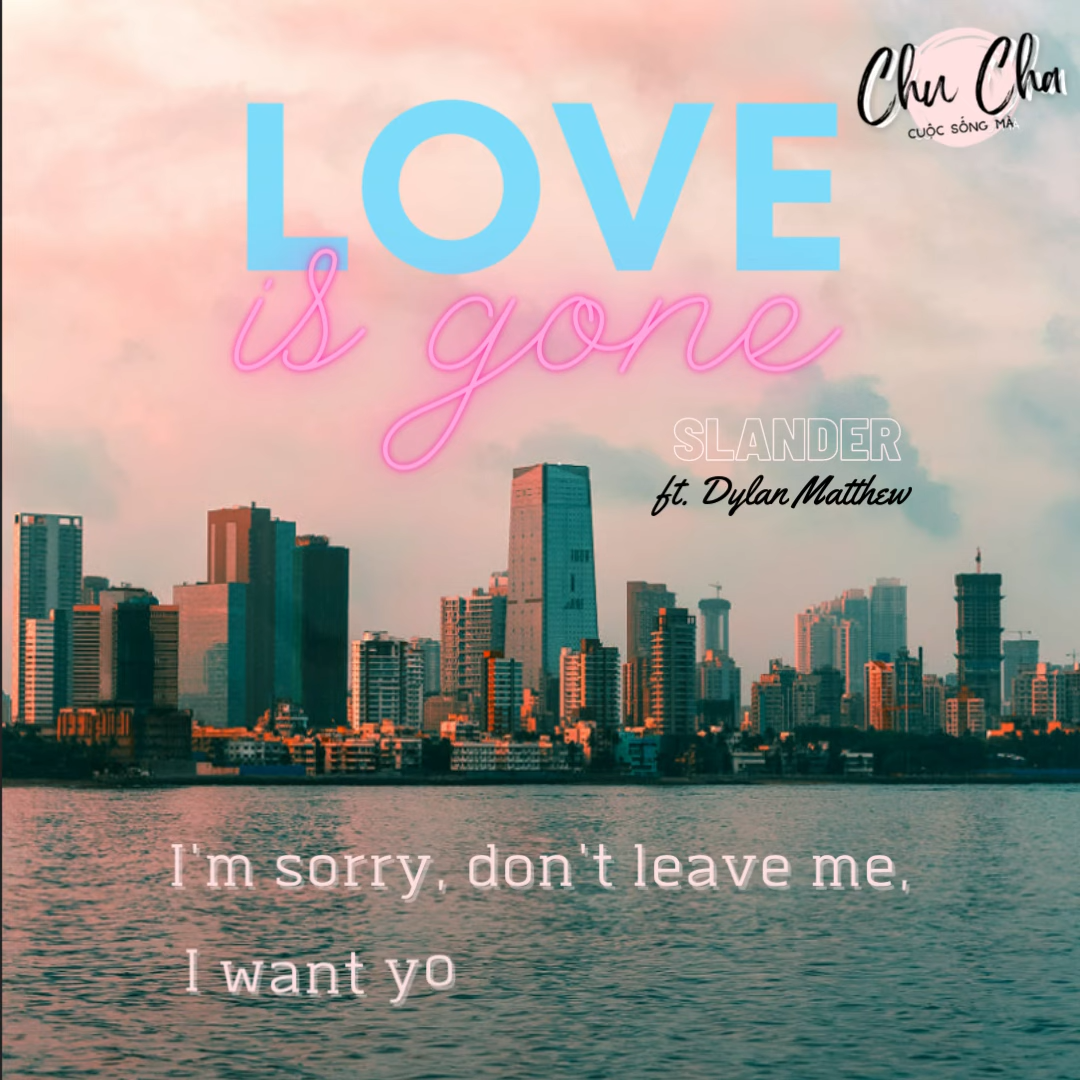 Chu Cha
CUỘC SỐNG MÀ
LOVE
is gone
SLANDER
ft. Dylan Matthew
I'm sorry, don't leave me,
I want yo